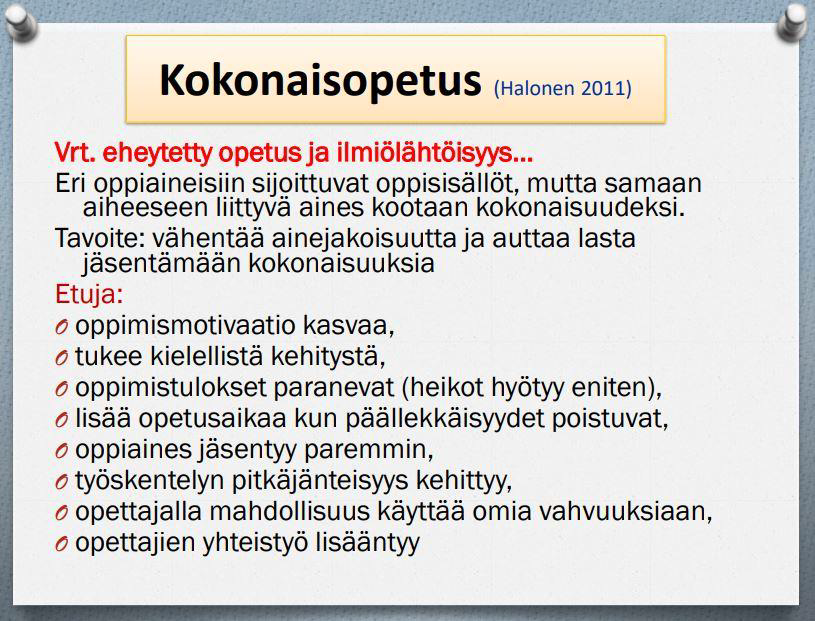 Kokonaisopetus (Halonen 2011)
Vrt. eheytetty opetus ja ilmiölähtöisyys...
Eri oppiaineisiin sijoittuvat oppisisällöt, mutta samaan
aiheeseen liittyvä aines kootaan kokonaisuudeksi.
Tavoite: vähentää ainejakoisuutta ja auttaa lasta
jäsentämään kokonaisuuksia
Etuja:
oppimismotivaatio kasvaa,
tukee kielellistä kehitystä,
oppimistulokset paranevat (heikot hyötyy eniten),
lisää opetusaikaa kun päällekkäisyydet poistuvat,
oppiaines jäsentyy paremmin,
työskentelyn pitkäjänteisyys kehittyy,
opettajalla mahdollisuus käyttää omia vahvuuksiaan,
opettajien yhteistyö lisääntyy